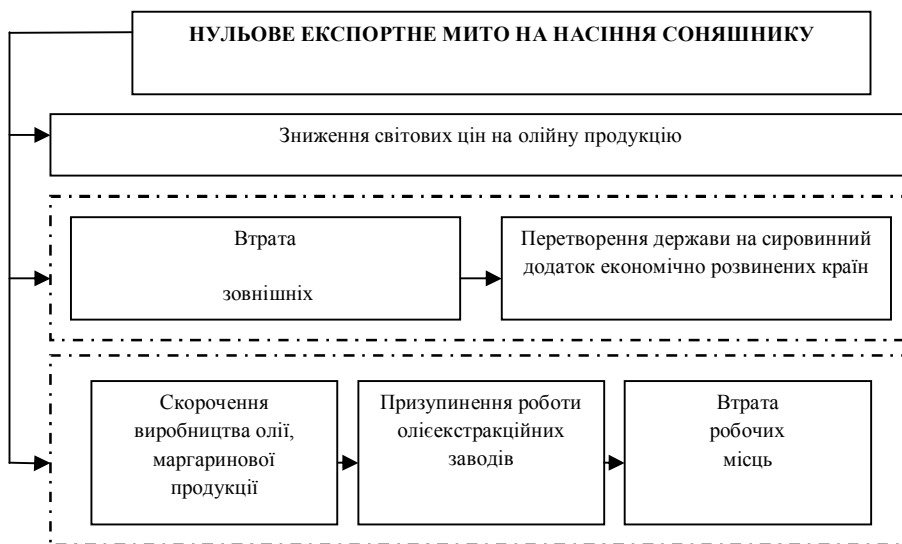 НУЛЬОВЕ ЕКСПОРТНЕ МИТО НА НАСІННЯ СОНЯШНИКУ
Зниження світових цін на олійну продукцію
Втрата
зовнішніх
Перетворення держави на сировинний
додаток економічно розвинених країн
Скорочення
виробництва олії,
маргаринової
продукції
Призупинення роботи
олієекстракційних
заводів
Втрата
робочих
місць